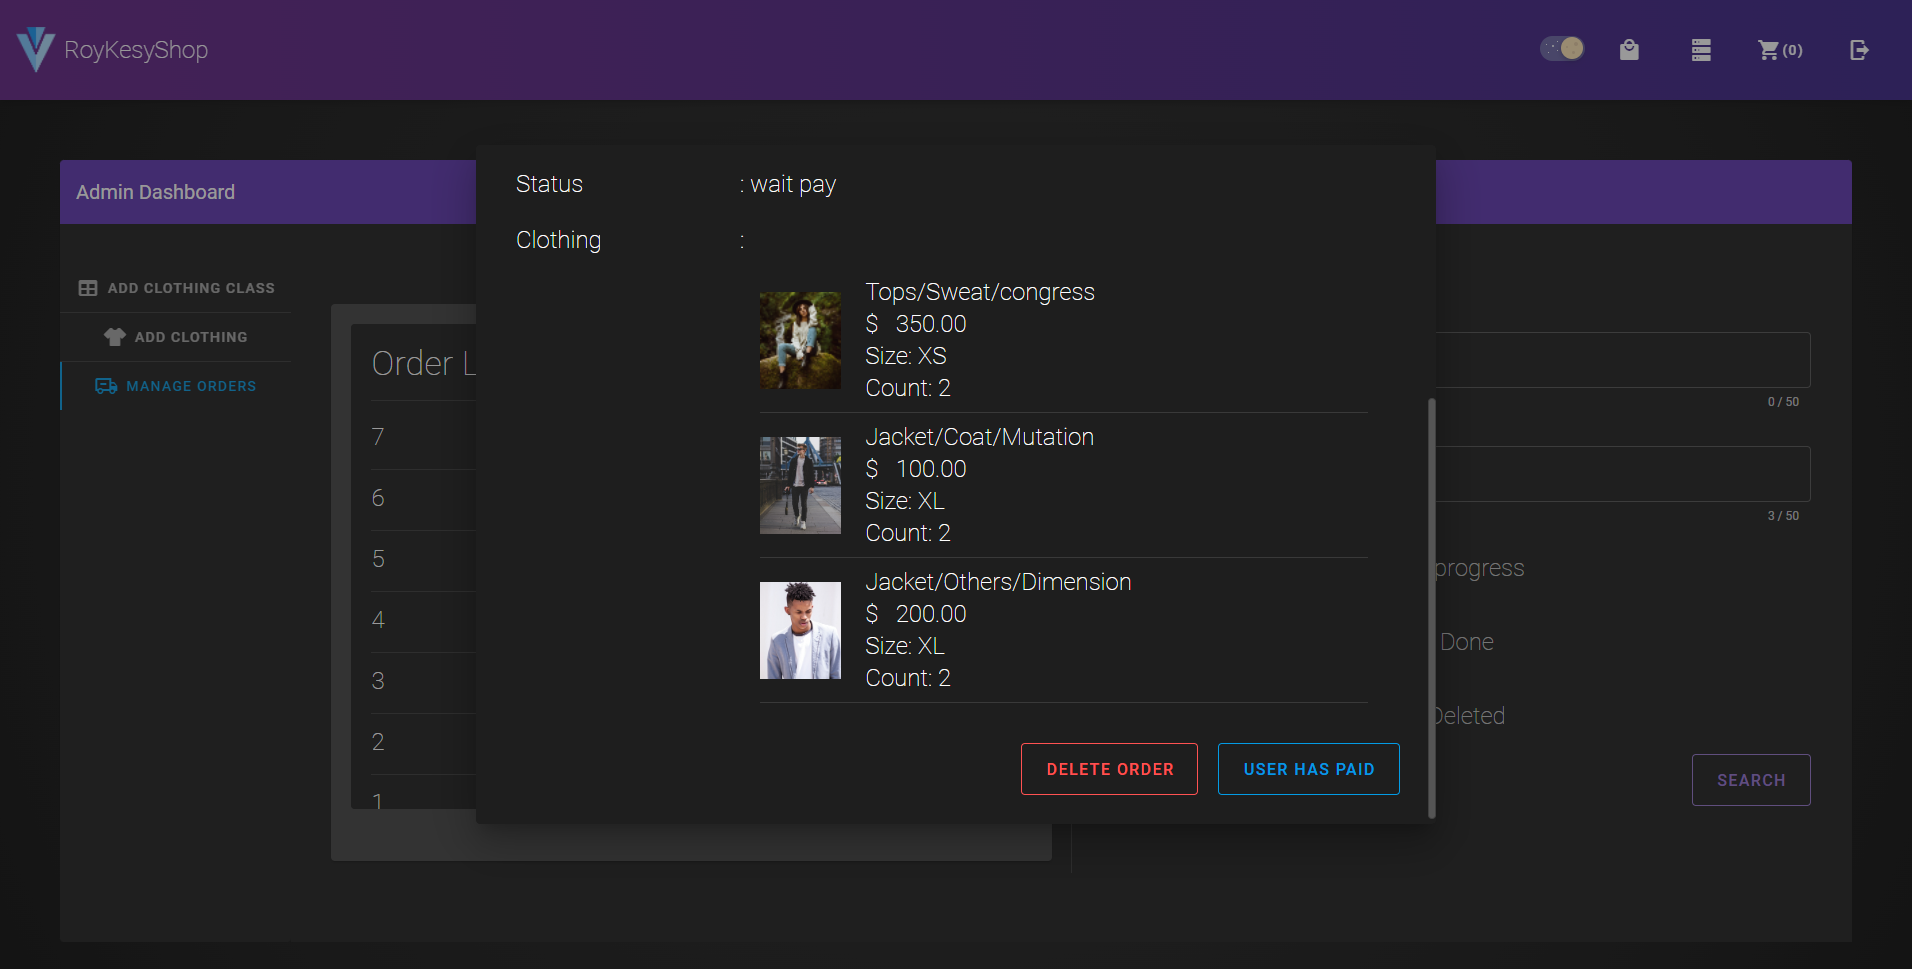 RoyKesyShop
(0)
Admin Dashboard
ADD CLOTHING CLASS
ADD CLOTHING
MANAGE ORDERS
Order L
7
6
5
4
3
2
1
Status : wait pay
Clothing :
Tops/Sweat/congress
$ 350.00
Size: XS
Count: 2
Jacket/Coat/Mutation
$ 100.00
Size: XL
Count: 2
Jacket/Others/Dimension
$ 200.00
Size: XL
Count: 2
DELETE ORDER
USER HAS PAID
0 / 50
3 / 50
progress
Done
Deleted
SEARCH